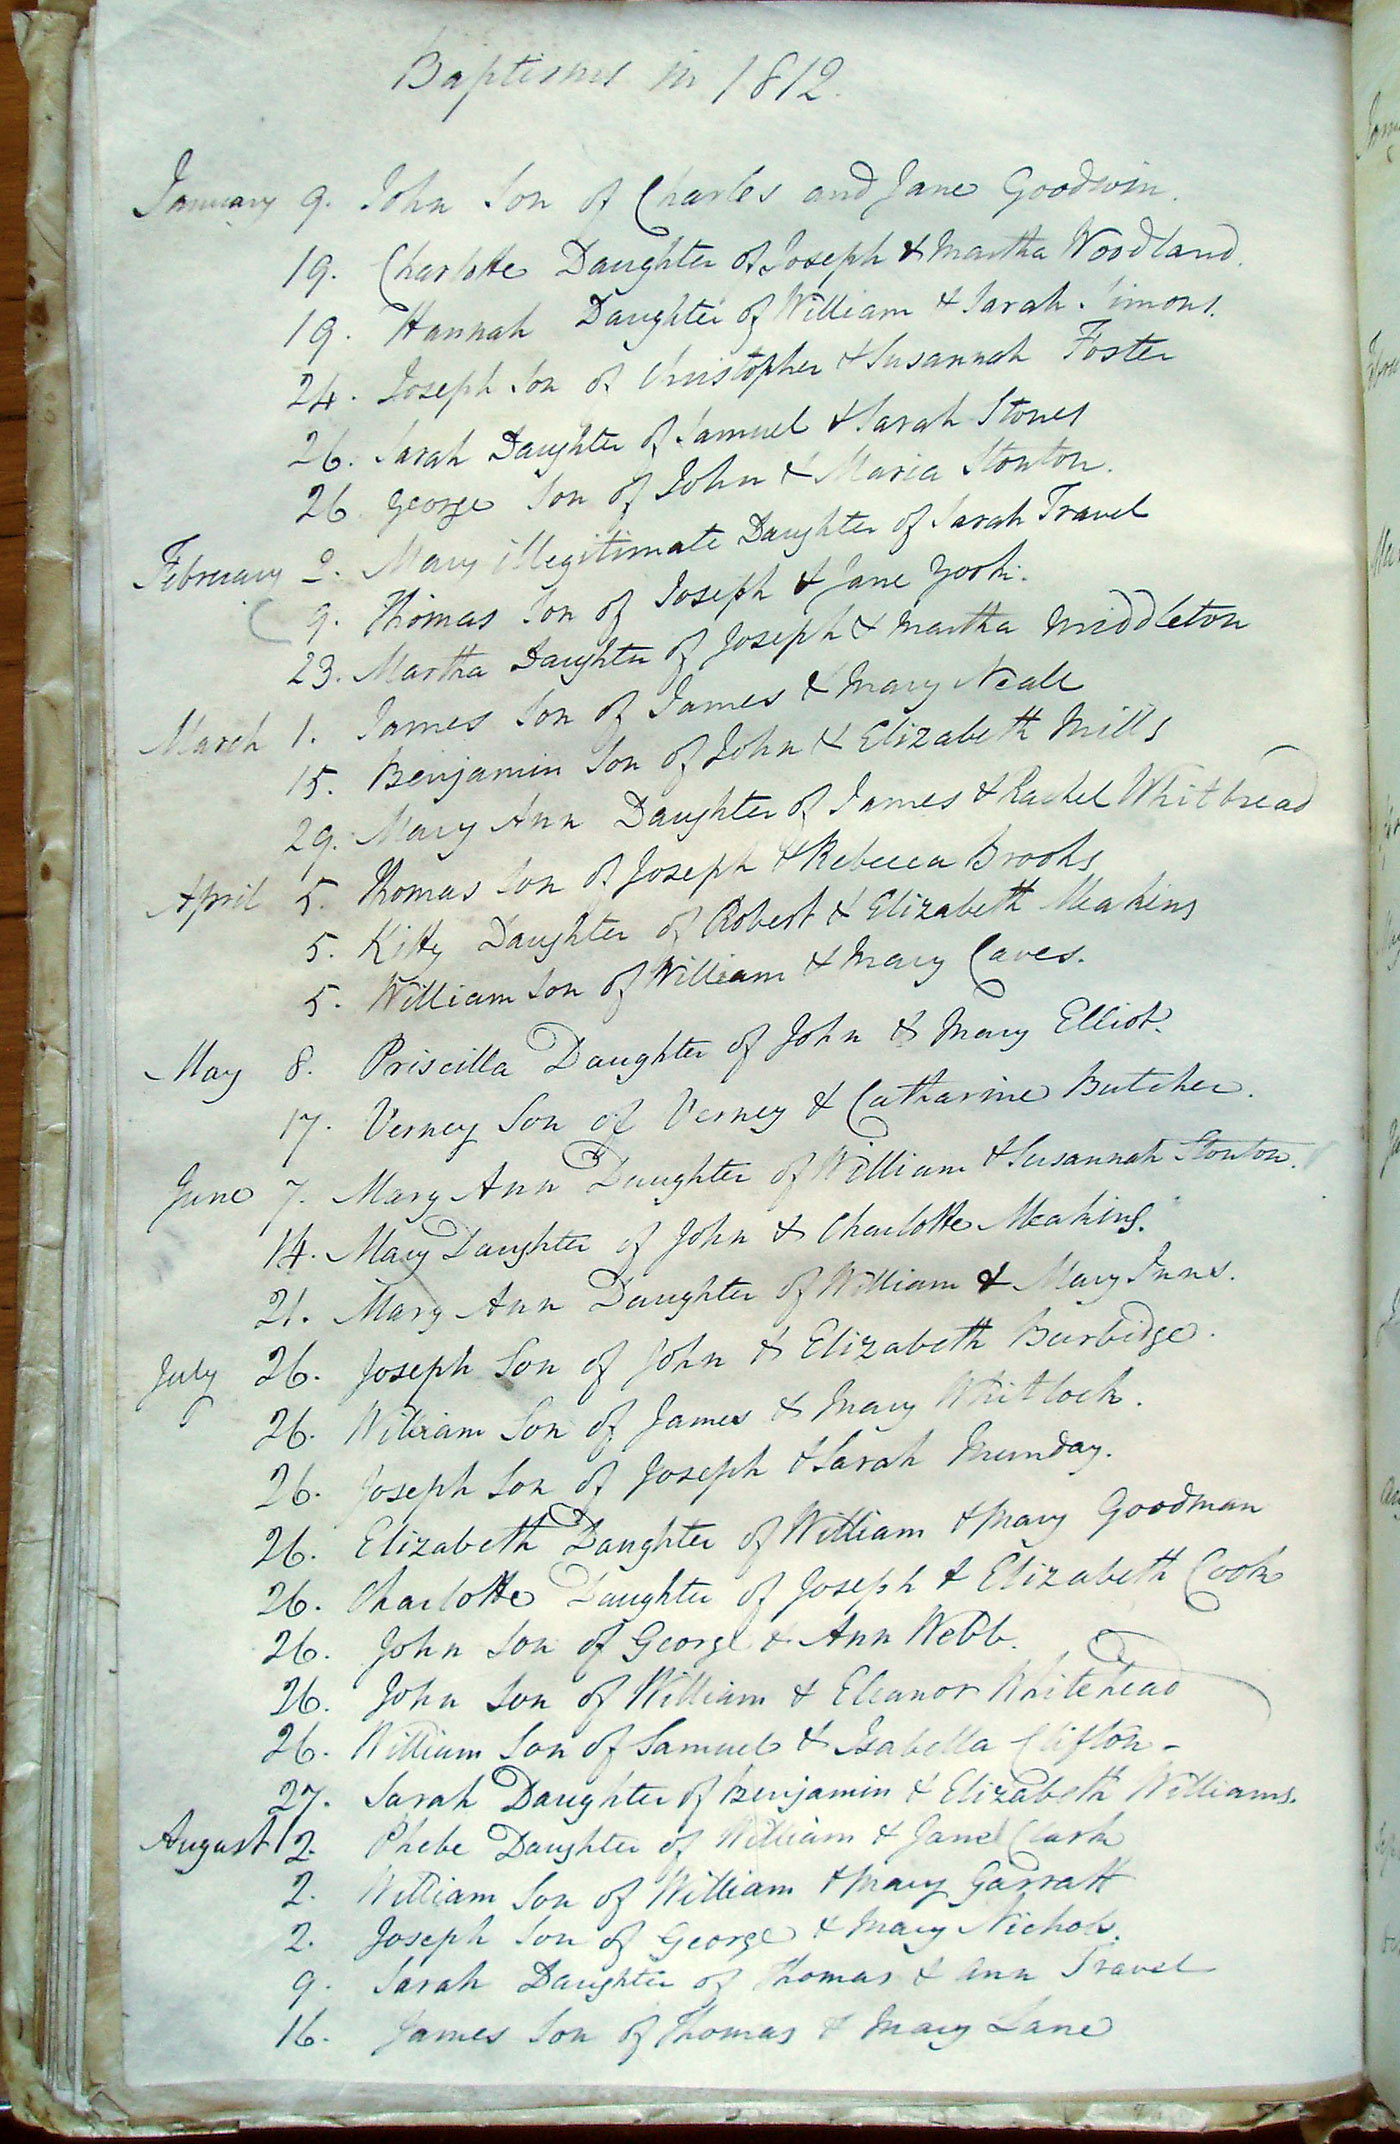 Baptisms in 1812.
January 9. John Son of Charles and Jane Goodwin.
19. Charlotte Daughter of Joseph & Martha Woodland.
19. Hannah Daughter of William & Sarah Simons.
24. Joseph Son of Christopher & Susannah Foster
26. Sarah Daughter of Samuel & Sarah Stones
26 George Son of John & Maria Stonton.
February 2. Mary illegitimate Daughter of Sarah Travel
9. Thomas Son of Joseph & Jane York.
23. Martha Daughter of Joseph & Martha Middleton
March 1. James Son of James & Mary Neale
15. Benjamin Son of John & Elizabeth Mills
29. Mary Ann Daughter of James & Rachel Whitbread
April 5. Thomas Son of Joseph & Rebecca Brooks
5. Kitty Daughter of Robert & Elizabeth Meakins
5. William Son of William & Mary Caves.
May 8. Priscilla Daughter of John & Mary Elliot.
17. Verney Son of Verney & Catharine Butcher.
June 7. Mary Ann Daughter of William & Susannah Stonton.
14. Mary Daughter of John & Charlotte Meakins.
21. Mary Ann Daughter of William & Mary Inns.
July 26. Joseph Son of John & Elizabeth Burbidge.
26. William Son of James & Mary Whitlock.
26. Joseph Son of Joseph & Sarah Munday.
26. Elizabeth Daughter of William & Mary Goodman
26. Charlotte Daughter of Joseph & Elizabeth Cook
26. John Son of George & Ann Webb.
26. John Son of William & Eleanor Whitehead
26. William Son of Samuel & Isabella Clifton -
27. Sarah Daughter of Benjamin & Elizabeth Williams.
August 2. Phebe Daughter of William & Jane Clark
2. William Son of William & Mary Garratt
2. Joseph Son of George & Mary Nichols.
9. Sarah Daughter of Thomas & Ann Travel
16. James Son of Thomas & Mary Lane